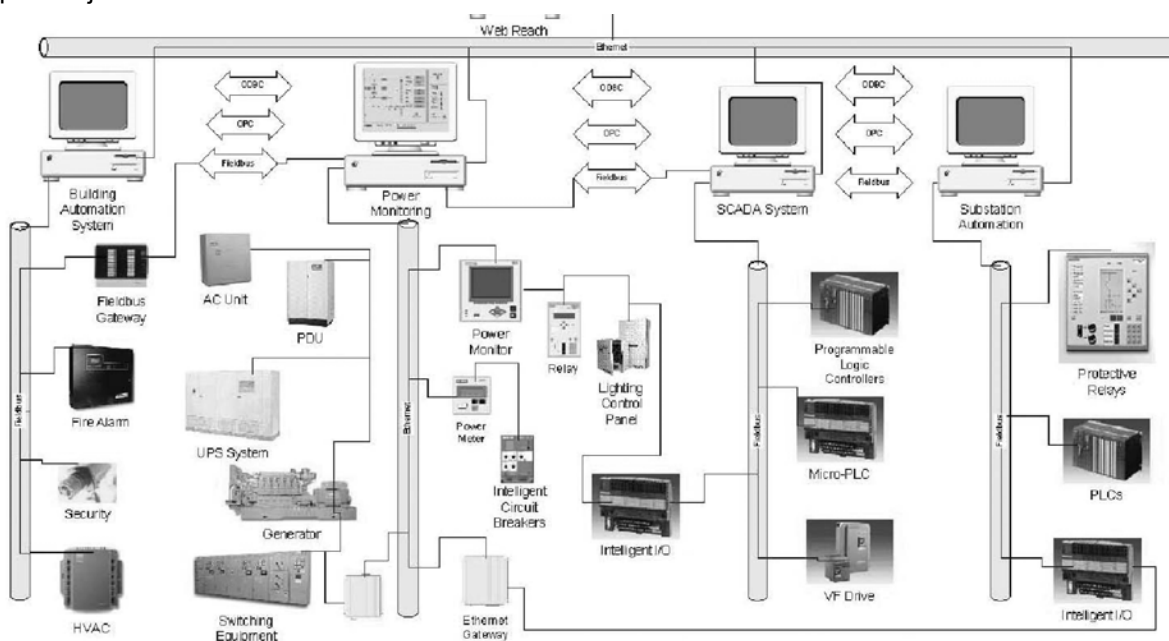 Web Reach
Ethernet
ODBC
OPC
Fieldbus
ODBC
OPC
Fieldbus
ODBC
OPC
Fieldbus
Building
Automation
System
Power
Monitoring
SCADA System
Substation
Automation
Fieldbus
Gateway
AC Unit
PDU
Power
Monitor
Relay
Lighting
Control
Panel
Programmable
Logic
Controllers
Protective
Relays
Fire Alarm
UPS System
Power
Meter
Intelligent
Circuit
Breakers
Micro-PLC
PLCs
Fieldbus
Ethernet
Fieldbus
Fieldbus
Security
Generator
Intelligent I/O
VF Drive
Intelligent I/O
HVAC
Switching
Equipment
Ethernet
Gateway